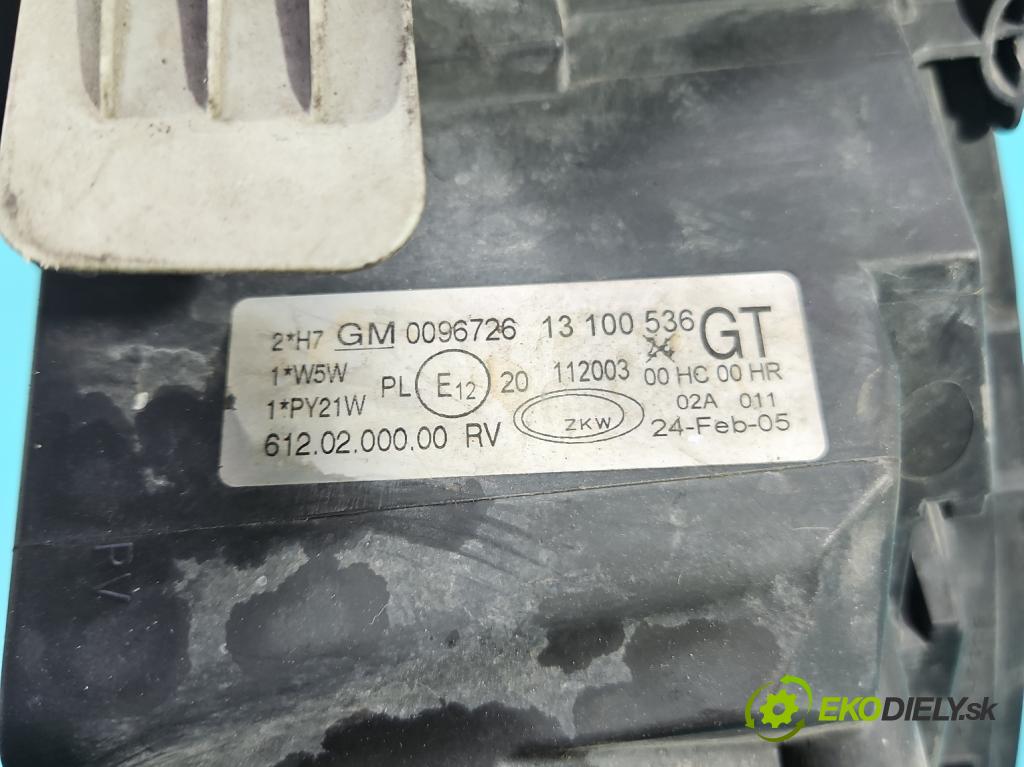 2*H7 GM 0096726 13 100 536 GT
1*W5W PL E12 20 112003 00 HC 00 HR
1*PY21W ZKW 02A 011
612.02.000.00 RV 24-Feb-05
PV
EKODIELY.sk